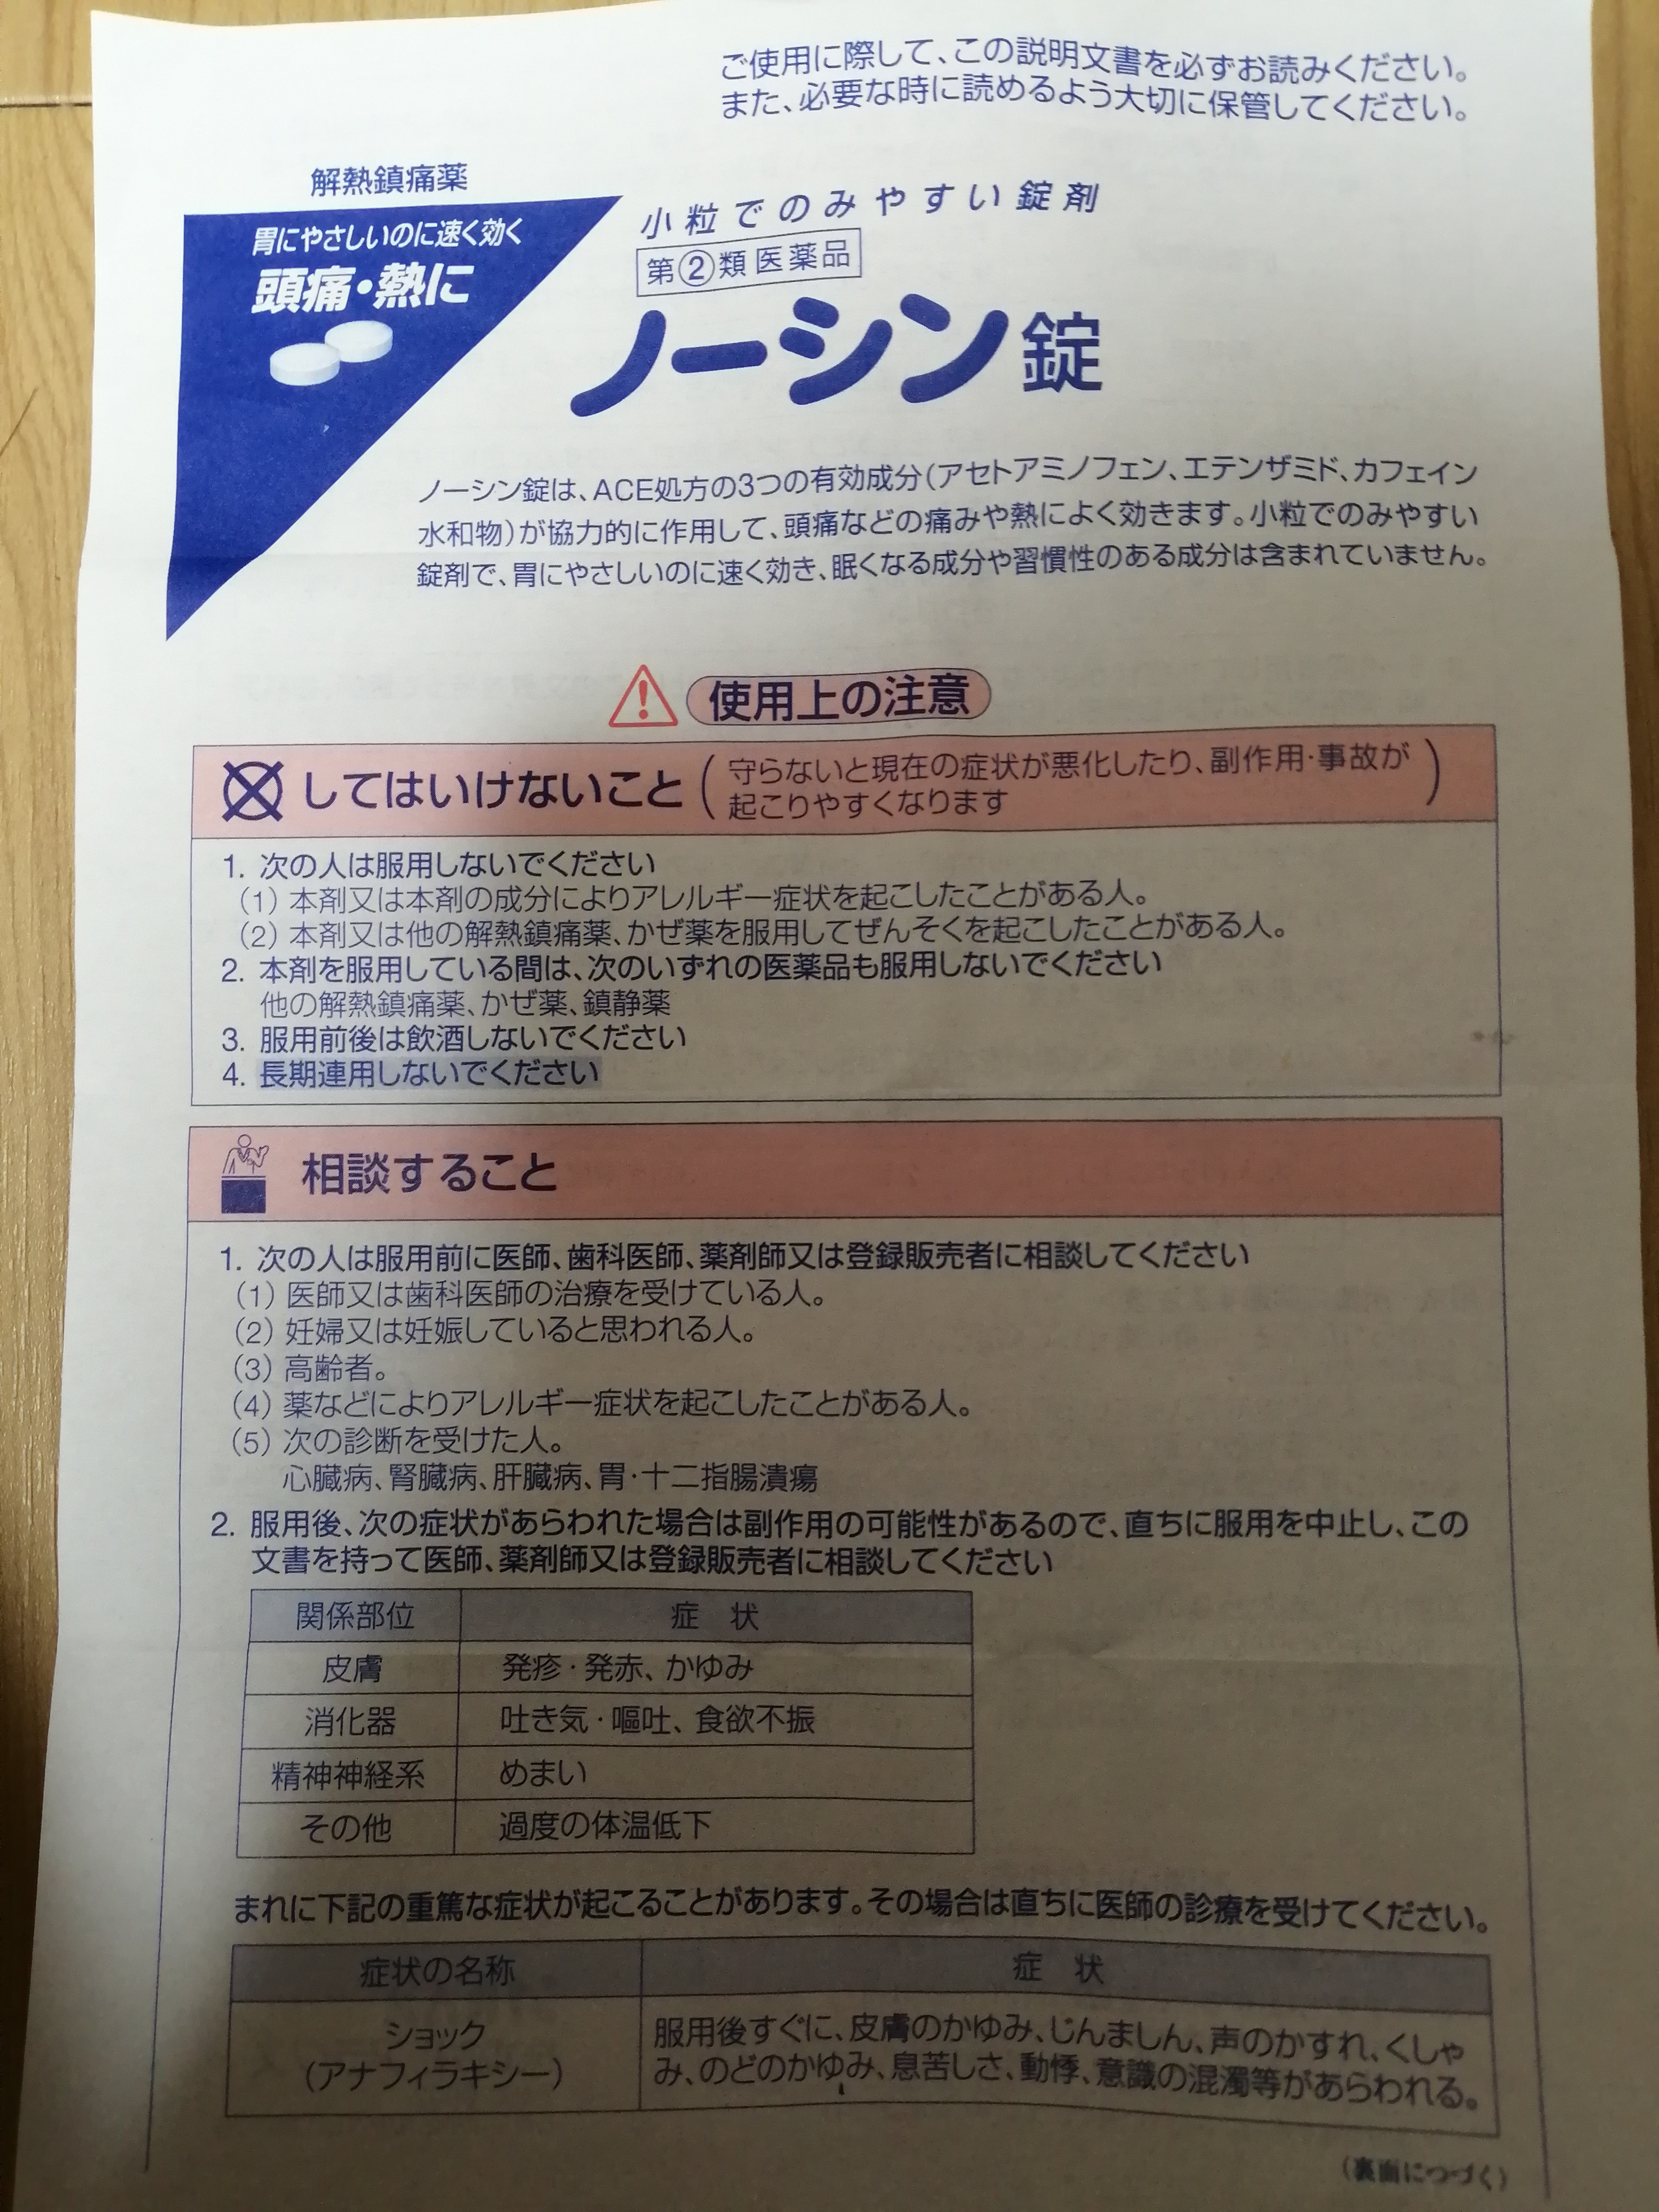 ご使用に際して、この説明文書を必ずお読みください。
また、必要な時に読めるよう大切に保管してください。
解熱鎮痛薬
胃にやさしいのに速く効く
頭痛・熱に
小粒でのみやすい錠剤
第②類医薬品
ノーシン錠
ノーシン錠は、ACE処方の3つの有効成分(アセトアミノフェン、エテンザミド、カフェイン
水和物)が協力的に作用して、頭痛などの痛みや熱によく効きます。小粒でのみやすい
錠剤で、胃にやさしいのに速く効き、眠くなる成分や習慣性のある成分は含まれていません。
使用上の注意
してはいけないこと
(守らないと現在の症状が悪化したり、副作用・事故が
起こりやすくなります)
1. 次の人は服用しないでください
(1) 本剤又は本剤の成分によりアレルギー症状を起こしたことがある人。
(2) 本剤又は他の解熱鎮痛薬、かぜ薬を服用してぜんそくを起こしたことがある人。
2. 本剤を服用している間は、次のいずれの医薬品も服用しないでください
他の解熱鎮痛薬、かぜ薬、鎮静薬
3. 服用前後は飲酒しないでください
4. 長期連用しないでください
相談すること
1. 次の人は服用前に医師、歯科医師、薬剤師又は登録販売者に相談してください
(1) 医師又は歯科医師の治療を受けている人。
(2) 妊婦又は妊娠していると思われる人。
(3) 高齢者。
(4) 薬などによりアレルギー症状を起こしたことがある人。
(5) 次の診断を受けた人。
心臓病、腎臓病、肝臓病、胃・十二指腸潰瘍
2. 服用後、次の症状があらわれた場合は副作用の可能性があるので、直ちに服用を中止し、この
文書を持って医師、薬剤師又は登録販売者に相談してください
関係部位 症 状
皮膚 発疹・発赤、かゆみ
消化器 吐き気・嘔吐、食欲不振
精神神経系 めまい
その他 過度の体温低下
まれに下記の重篤な症状が起こることがあります。その場合は直ちに医師の診療を受けてください。
症状の名称 症 状
ショック
(アナフィラキシー)
服用後すぐに、皮膚のかゆみ、じんましん、声のかすれ、くしゃ
み、のどのかゆみ、息苦しさ、動悸、意識の混濁等があらわれる。
(裏面につづく)